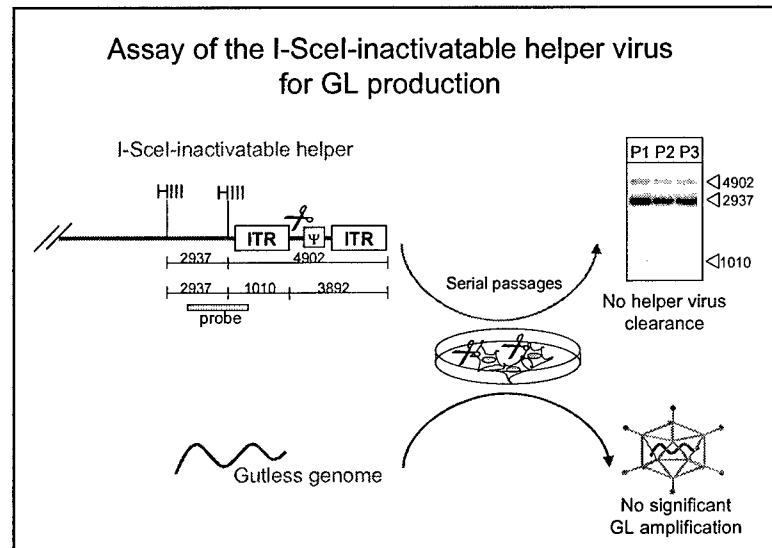 Assay of the I-SceI-inactivatable helper virus
for GL production
I-SceI-inactivatable helper
HIII
HIII
ITR
Ψ
ITR
2937
4902
2937
1010
3892
probe
Serial passages
P1 P2 P3
4902
2937
1010
No helper virus
clearance
Gutless genome
No significant
GL amplification